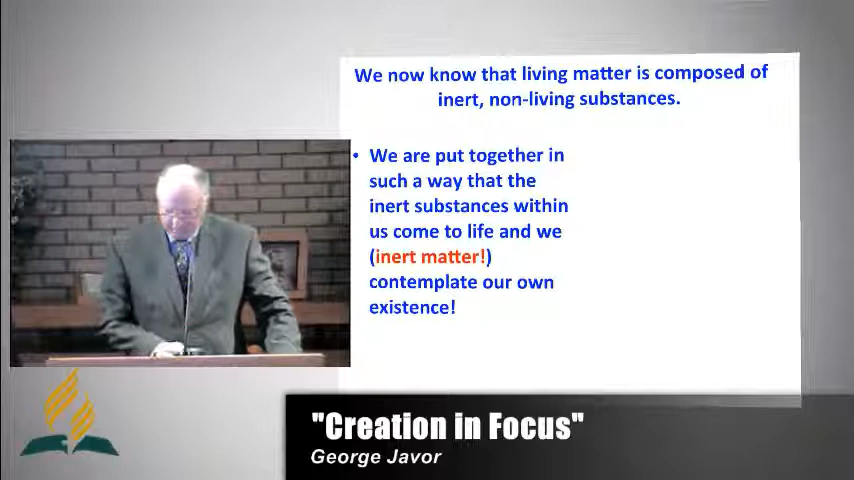 We now know that living matter is composed of
inert, non-living substances.
• We are put together in
such a way that the
inert substances within
us come to life and we
(inert matter!)
contemplate our own
existence!
"Creation in Focus"
George Javor